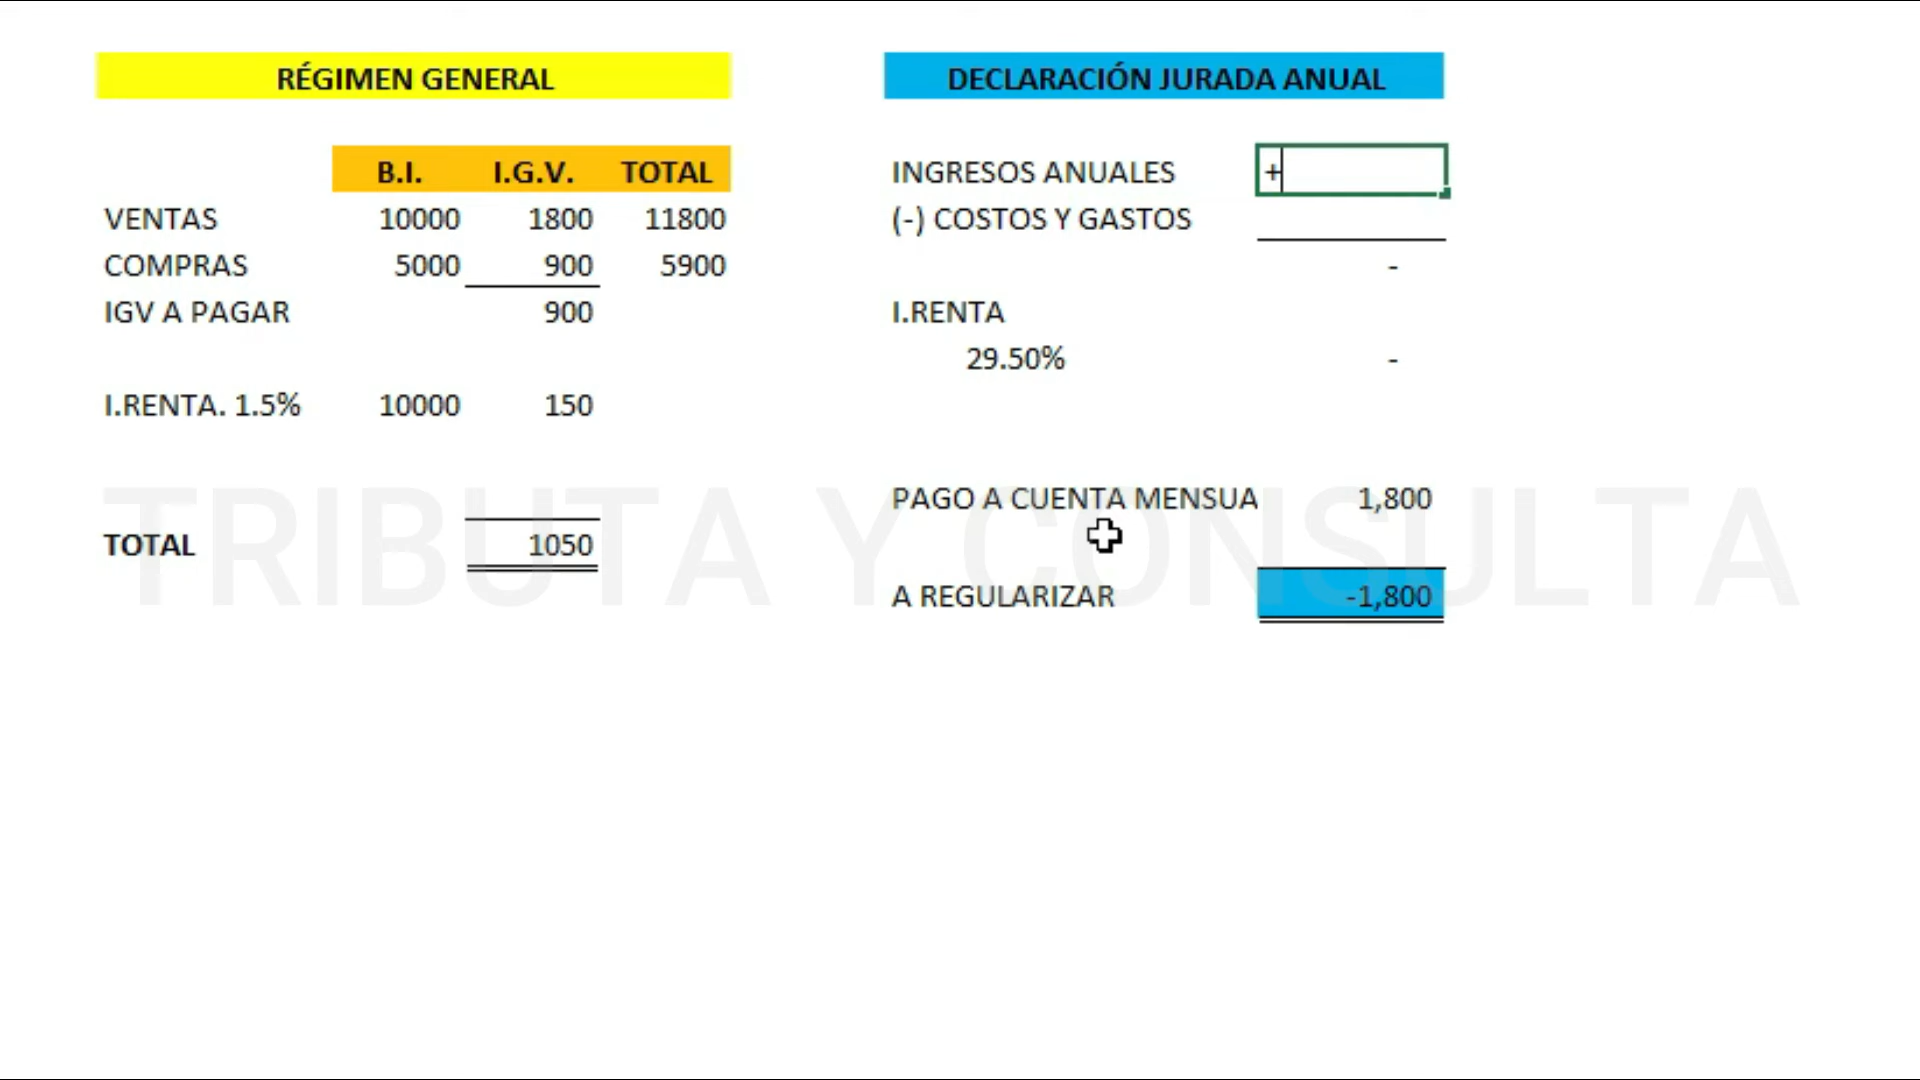 RÉGIMEN GENERAL
B.I. I.G.V. TOTAL
VENTAS 10000 1800 11800
COMPRAS 5000 900 5900
IGV A PAGAR 900
I.RENTA. 1.5% 10000 150
TOTAL 1050
DECLARACIÓN JURADA ANUAL
INGRESOS ANUALES +
(-) COSTOS Y GASTOS
-
I.RENTA
29.50% -
PAGO A CUENTA MENSUA 1,800
A REGULARIZAR -1,800
TRIBUTA Y CONSULTA